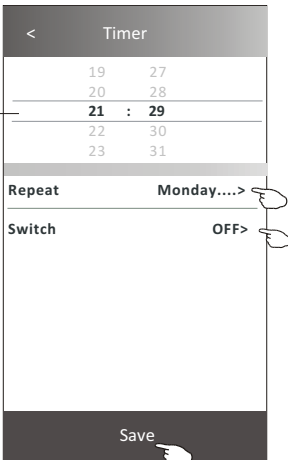 < Timer
19 27
20 28
21 : 29
22 30
23 31
Repeat Monday....>
Switch OFF>
Save